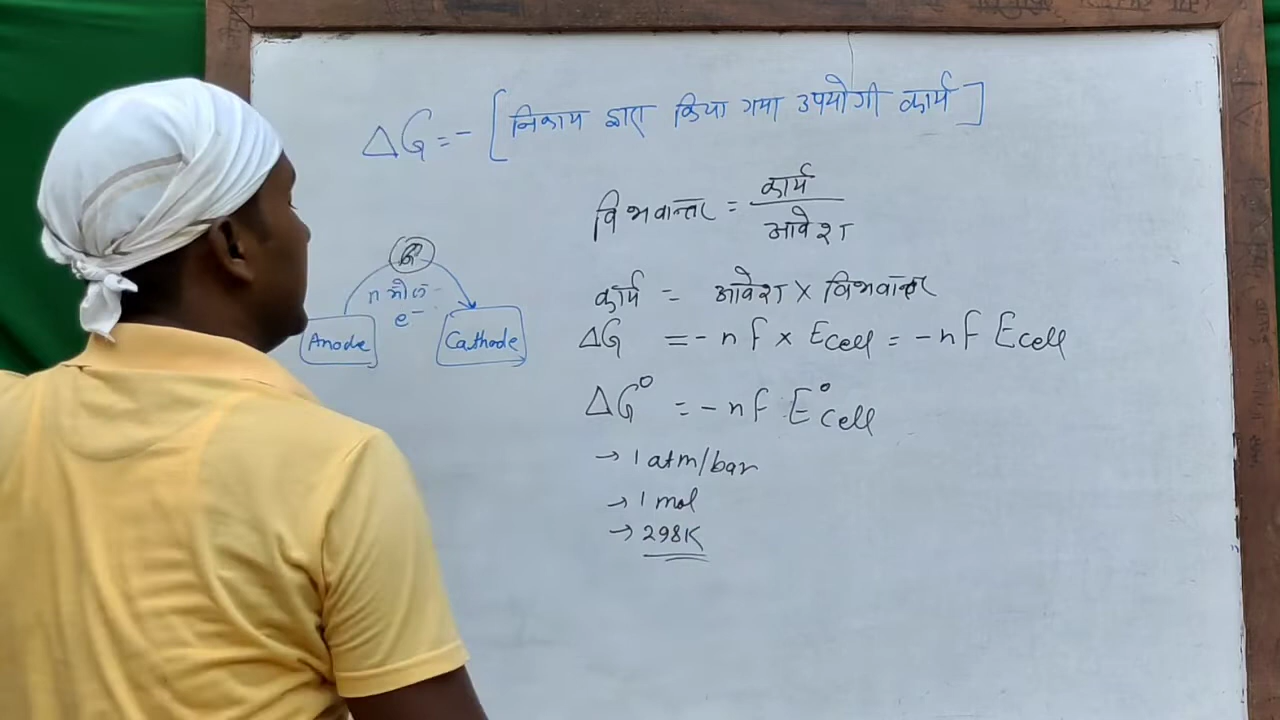 ΔG = - [निकाय द्वारा किया गया उपयोगी कार्य]
विभवान्तर = कार्य / आवेश
n मोल
e⁻
Anode
Cathode
कार्य = आवेश × विभवान्तर
ΔG = - nF × Ecell = - nF Ecell
ΔG° = - nF E°cell
→ 1 atm/bar
→ 1 mol
→ 298K